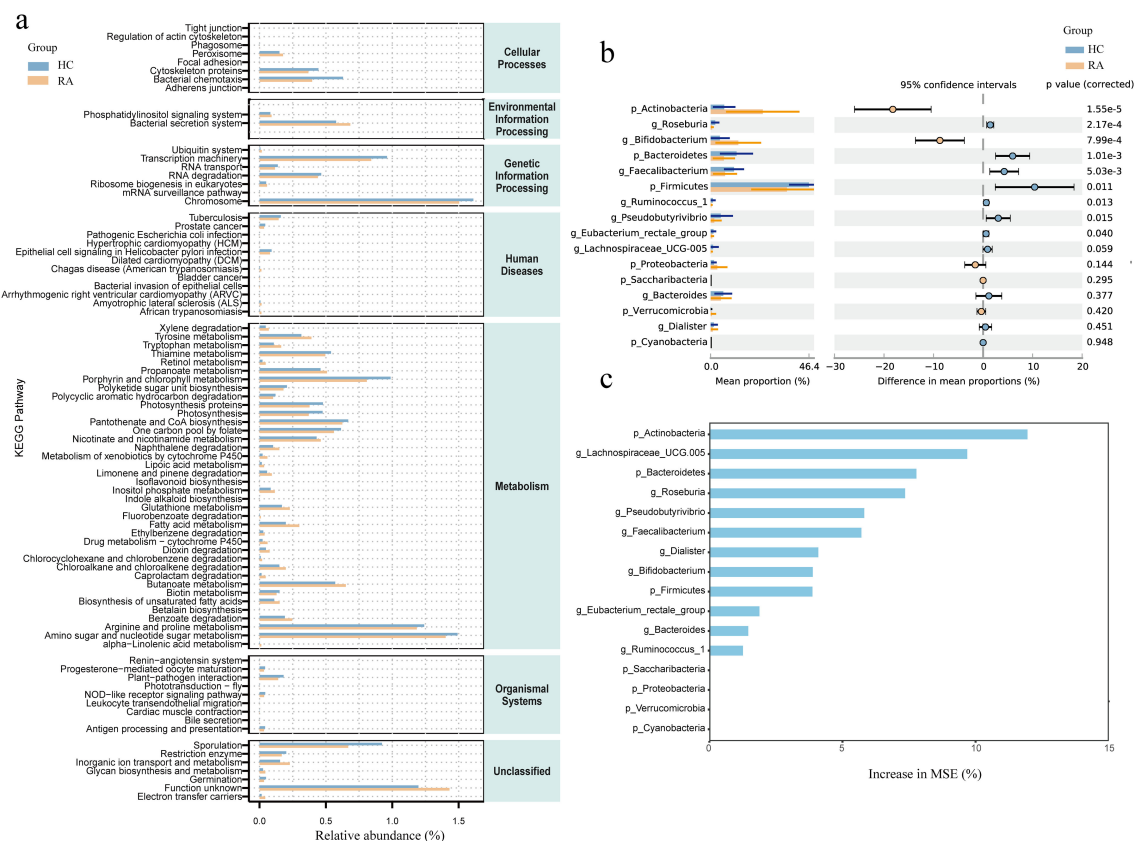 a
Group
HC
RA
KEGG Pathway
Tight junction
Regulation of actin cytoskeleton
Phagosome
Peroxisome
Focal adhesion
Cytoskeleton proteins
Bacterial chemotaxis
Adherens junction
Cellular
Processes
Phosphatidylinositol signaling system
Bacterial secretion system
Environmental
Information
Processing
Ubiquitin system
Transcription machinery
RNA transport
RNA degradation
Ribosome biogenesis in eukaryotes
mRNA surveillance pathway
Chromosome
Genetic
Information
Processing
Tuberculosis
Prostate cancer
Pathogenic Escherichia coli infection
Hypertrophic cardiomyopathy (HCM)
Epithelial cell signaling in Helicobacter pylori infection
Dilated cardiomyopathy (DCM)
Chagas disease (American trypanosomiasis)
Bladder cancer
Bacterial invasion of epithelial cells
Arrhythmogenic right ventricular cardiomyopathy (ARVC)
Amyotrophic lateral sclerosis (ALS)
African trypanosomiasis
Human
Diseases
Xylene degradation
Tyrosine metabolism
Tryptophan metabolism
Thiamine metabolism
Retinol metabolism
Propanoate metabolism
Porphyrin and chlorophyll metabolism
Polyketide sugar unit biosynthesis
Polycyclic aromatic hydrocarbon degradation
Photosynthesis proteins
Photosynthesis
Pantothenate and CoA biosynthesis
One carbon pool by folate
Nicotinate and nicotinamide metabolism
Naphthalene degradation
Metabolism of xenobiotics by cytochrome P450
Lipoic acid metabolism
Limonene and pinene degradation
Isoflavonoid biosynthesis
Inositol phosphate metabolism
Indole alkaloid biosynthesis
Glutathione metabolism
Fluorobenzoate degradation
Fatty acid metabolism
Ethylbenzene degradation
Drug metabolism − cytochrome P450
Dioxin degradation
Chlorocyclohexane and chlorobenzene degradation
Chloroalkane and chloroalkene degradation
Caprolactam degradation
Butanoate metabolism
Biotin metabolism
Biosynthesis of unsaturated fatty acids
Betalain biosynthesis
Benzoate degradation
Arginine and proline metabolism
Amino sugar and nucleotide sugar metabolism
alpha−Linolenic acid metabolism
Metabolism
Renin−angiotensin system
Progesterone−mediated oocyte maturation
Plant−pathogen interaction
Phototransduction − fly
NOD−like receptor signaling pathway
Leukocyte transendothelial migration
Cardiac muscle contraction
Bile secretion
Antigen processing and presentation
Organismal
Systems
Sporulation
Restriction enzyme
Inorganic ion transport and metabolism
Glycan biosynthesis and metabolism
Germination
Function unknown
Electron transfer carriers
Unclassified
0.0 0.5 1.0 1.5
Relative abundance (%)
b
Group
HC
RA
95% confidence intervals p value (corrected)
p_Actinobacteria 1.55e-5
g_Roseburia 2.17e-4
g_Bifidobacterium 7.99e-4
p_Bacteroidetes 1.01e-3
g_Faecalibacterium 5.03e-3
p_Firmicutes 0.011
g_Ruminococcus_1 0.013
g_Pseudobutyrivibrio 0.015
g_Eubacterium_rectale_group 0.040
g_Lachnospiraceae_UCG-005 0.059
p_Proteobacteria 0.144
p_Saccharibacteria 0.295
g_Bacteroides 0.377
p_Verrucomicrobia 0.420
g_Dialister 0.451
p_Cyanobacteria 0.948
0.0 46.4 −30 −20 −10 0 10 20
Mean proportion (%) Difference in mean proportions (%)
c
p_Actinobacteria
g_Lachnospiraceae_UCG.005
p_Bacteroidetes
g_Roseburia
g_Pseudobutyrivibrio
g_Faecalibacterium
g_Dialister
g_Bifidobacterium
p_Firmicutes
g_Eubacterium_rectale_group
g_Bacteroides
g_Ruminococcus_1
p_Saccharibacteria
p_Proteobacteria
p_Verrucomicrobia
p_Cyanobacteria
0 5 10 15
Increase in MSE (%)